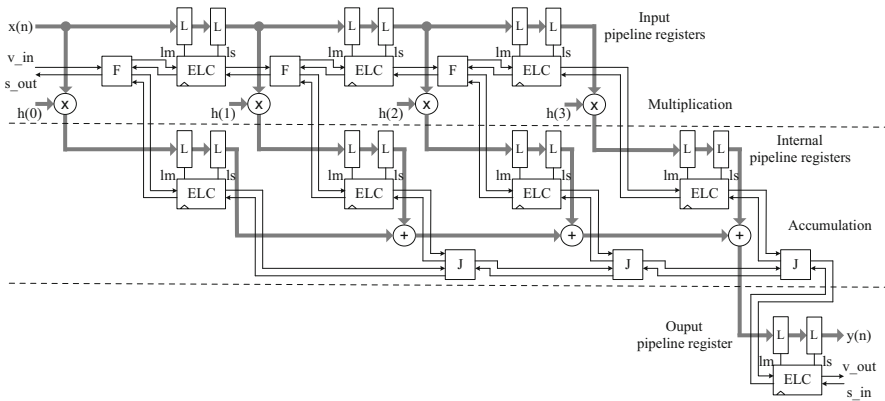 x(n) L L L L L L Input
pipeline registers
v_in F lm ELC ls F lm ELC ls F lm ELC ls
s_out
x x x x
h(0) h(1) h(2) h(3) Multiplication
L L L L L L L L Internal
pipeline registers
lm ELC ls lm ELC ls lm ELC ls lm ELC ls
Accumulation
+ + +
J J J
Ouput
pipeline register
L L y(n)
lm ls v_out
ELC
s_in